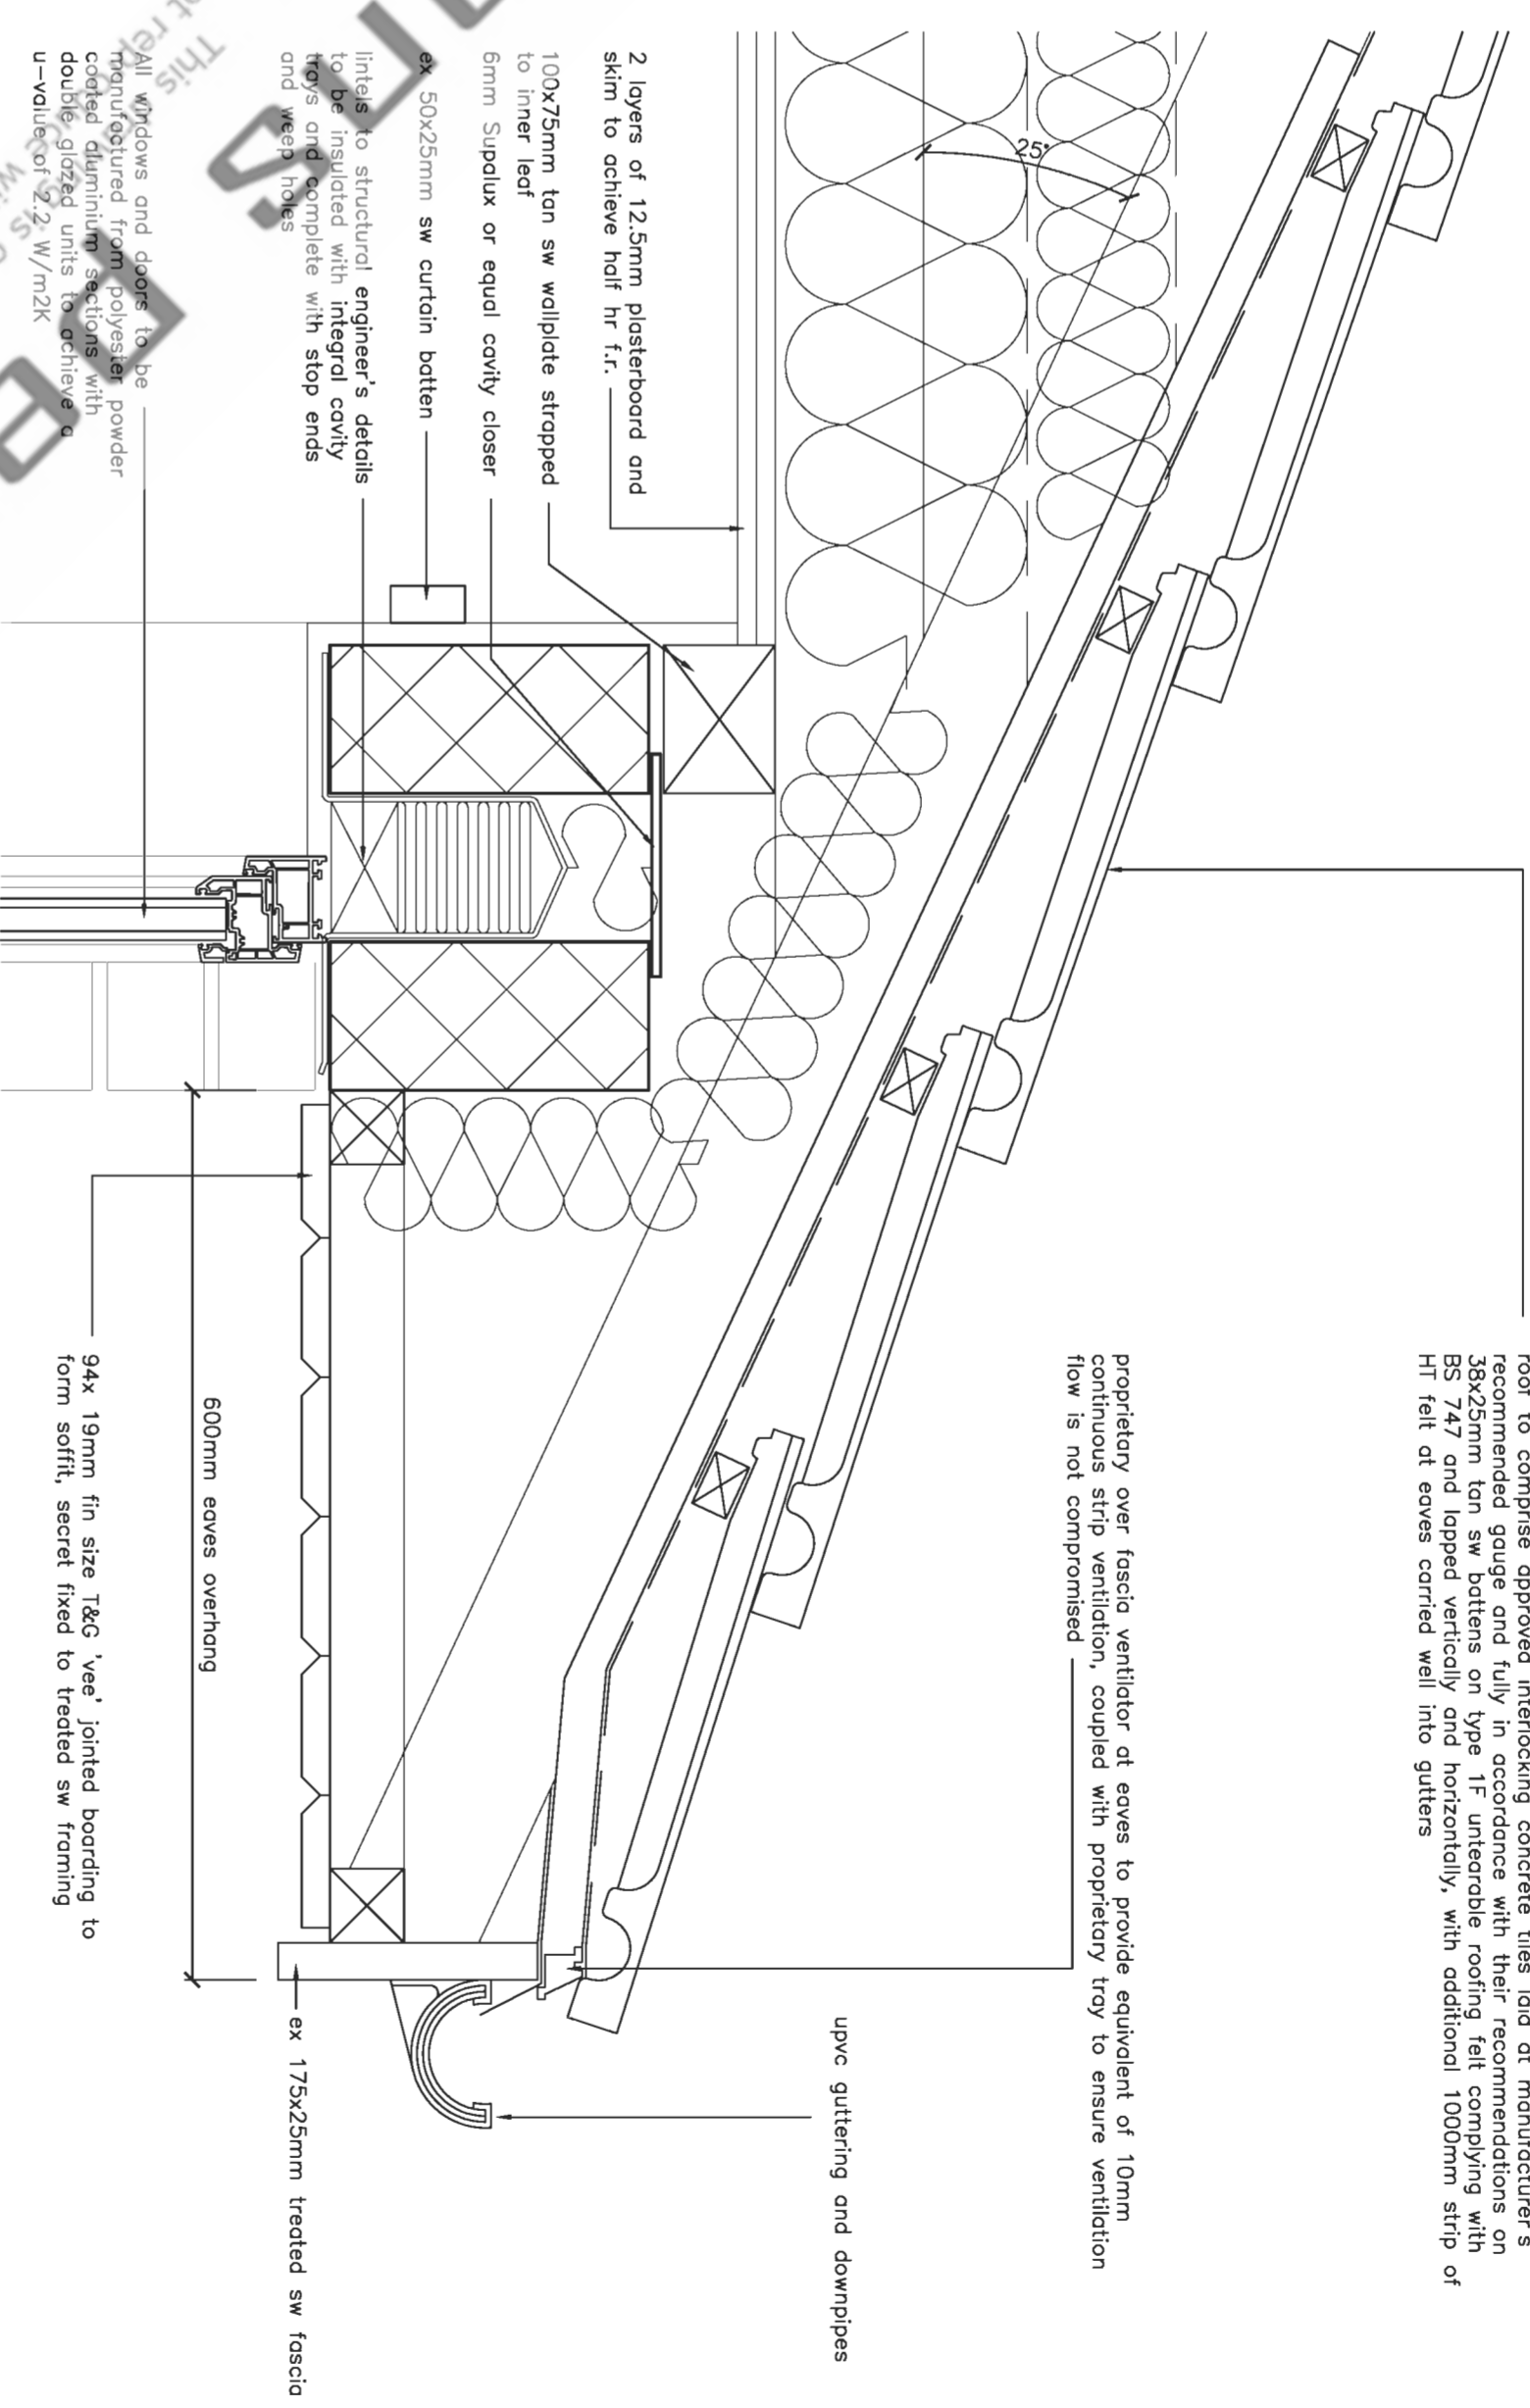 roof to comprise approved interlocking concrete tiles laid at manufacturer's
recommended gauge and fully in accordance with their recommendations on
38x25mm tan sw battens on type 1F untearable roofing felt complying with
BS 747 and lapped vertically and horizontally, with additional 1000mm strip of
HT felt at eaves carried well into gutters
proprietary over fascia ventilator at eaves to provide equivalent of 10mm
continuous strip ventilation, coupled with proprietary tray to ensure ventilation
flow is not compromised
25°
upvc guttering and downpipes
2 layers of 12.5mm plasterboard and
skim to achieve half hr f.r.
100x75mm tan sw wallplate strapped
to inner leaf
6mm Supalux or equal cavity closer
ex 50x25mm sw curtain batten
lintels to structural engineer's details
to be insulated with integral cavity
trays and complete with stop ends
and weep holes
ex 175x25mm treated sw fascia
600mm eaves overhang
All windows and doors to be
manufactured from polyester powder
coated aluminium sections with
double glazed units to achieve a
u-value of 2.2 W/m2K
94x 19mm fin size T&G 'vee' jointed boarding to
form soffit, secret fixed to treated sw framing
This drawing is